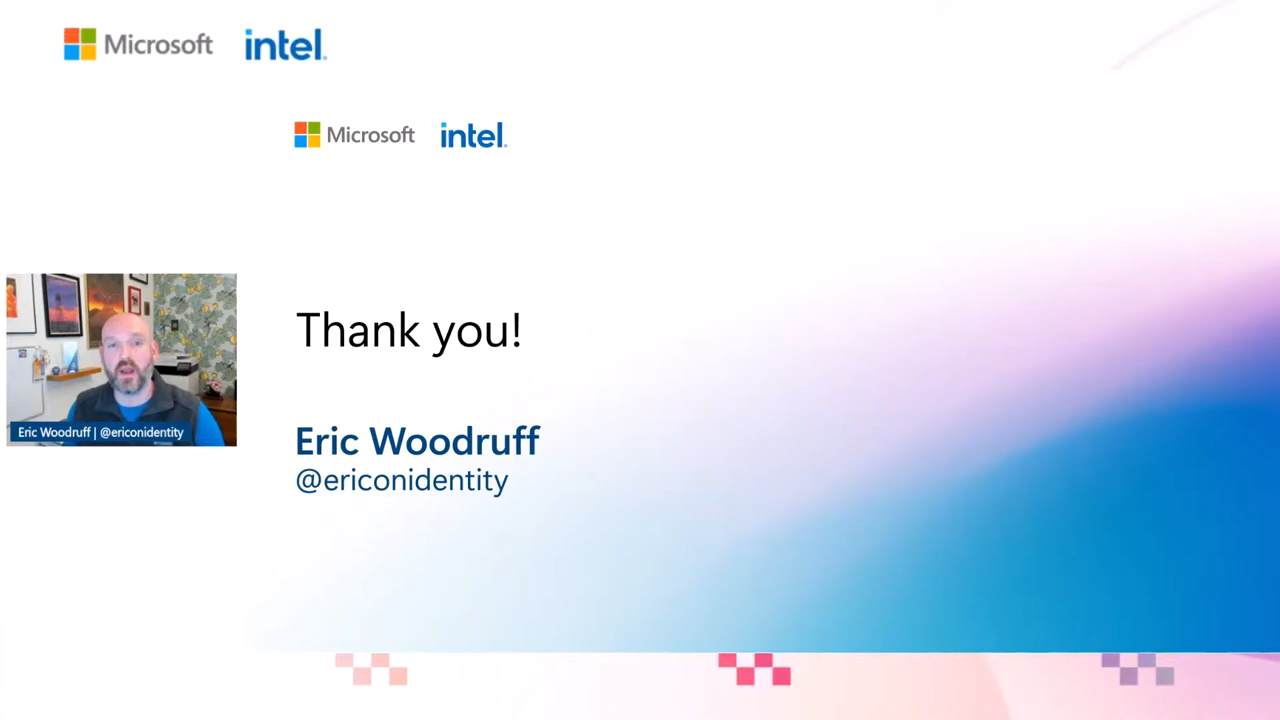 Microsoft intel.
Microsoft intel.
Thank you!
Eric Woodruff
@ericonidentity
Eric Woodruff | @ericonidentity